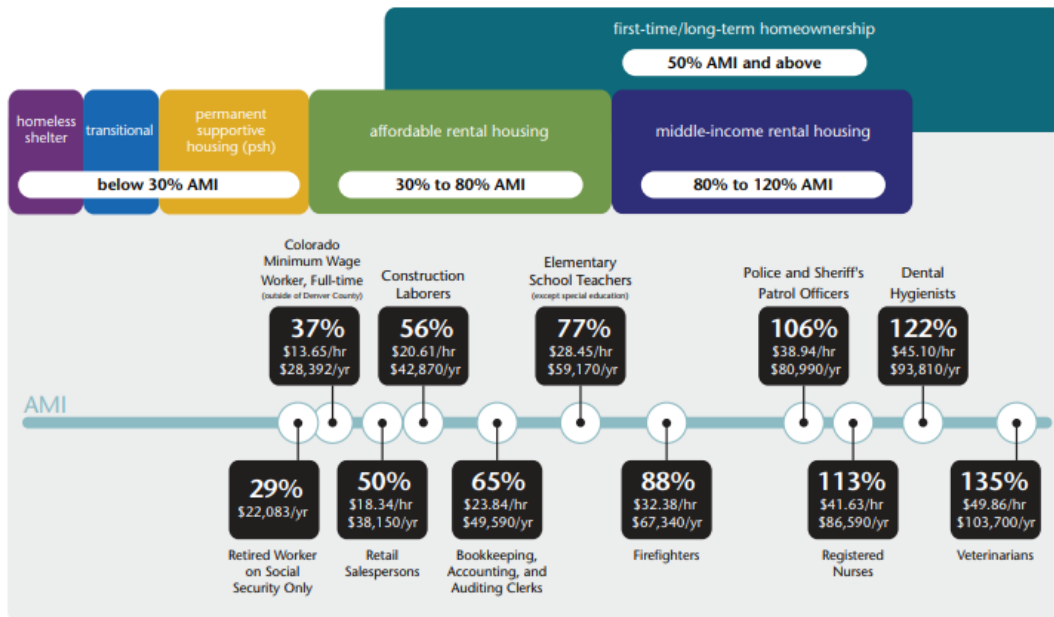 first-time/long-term homeownership
50% AMI and above
homeless
shelter
transitional
permanent
supportive
housing (psh)
below 30% AMI
affordable rental housing
30% to 80% AMI
middle-income rental housing
80% to 120% AMI
Colorado
Minimum Wage
Worker, Full-time
(outside of Denver County)
37%
$13.65/hr
$28,392/yr
Construction
Laborers
56%
$20.61/hr
$42,870/yr
Elementary
School Teachers
(except special education)
77%
$28.45/hr
$59,170/yr
Police and Sheriff's
Patrol Officers
106%
$38.94/hr
$80,990/yr
Dental
Hygienists
122%
$45.10/hr
$93,810/yr
AMI
29%
$22,083/yr
Retired Worker
on Social
Security Only
50%
$18.34/hr
$38,150/yr
Retail
Salespersons
65%
$23.84/hr
$49,590/yr
Bookkeeping,
Accounting, and
Auditing Clerks
88%
$32.38/hr
$67,340/yr
Firefighters
113%
$41.63/hr
$86,590/yr
Registered
Nurses
135%
$49.86/hr
$103,700/yr
Veterinarians